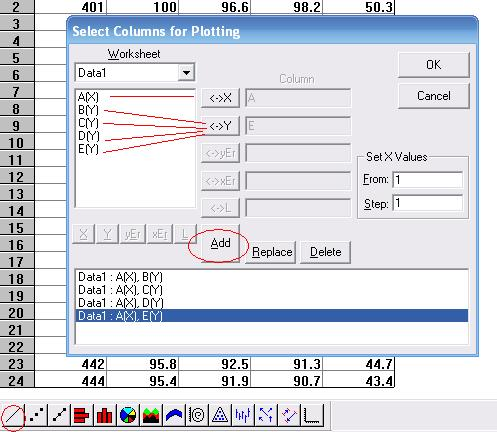 2 401 100 96.6 98.2 50.3
3
4
5
6
7
8
9
10
11
12
13
14
15
16
17
18
19
20
21
22
Select Columns for Plotting
Worksheet
Data1
A(X)
B(Y)
C(Y)
D(Y)
E(Y)
Column
<->X A
<->Y E
<->yEr
<->xEr
<->L
OK
Cancel
Set X Values
From: 1
Step: 1
X Y yEr xEr L
Add Replace Delete
Data1 : A(X), B(Y)
Data1 : A(X), C(Y)
Data1 : A(X), D(Y)
Data1 : A(X), E(Y)
23 442 95.8 92.5 91.3 44.7
24 444 95.4 91.9 90.7 43.4